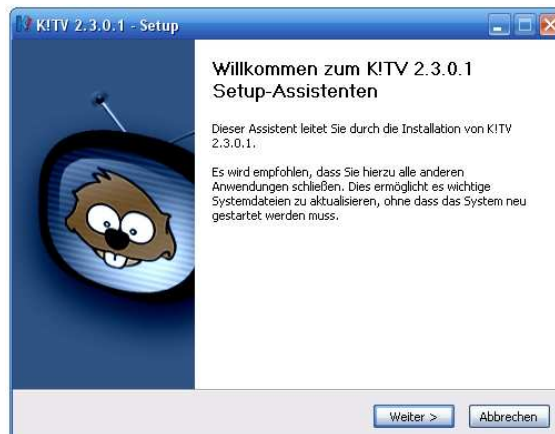 K!TV 2.3.0.1 - Setup
Willkommen zum K!TV 2.3.0.1
Setup-Assistenten
Dieser Assistent leitet Sie durch die Installation von K!TV
2.3.0.1.
Es wird empfohlen, dass Sie hierzu alle anderen
Anwendungen schließen. Dies ermöglicht es wichtige
Systemdateien zu aktualisieren, ohne dass das System neu
gestartet werden muss.
Weiter >
Abbrechen